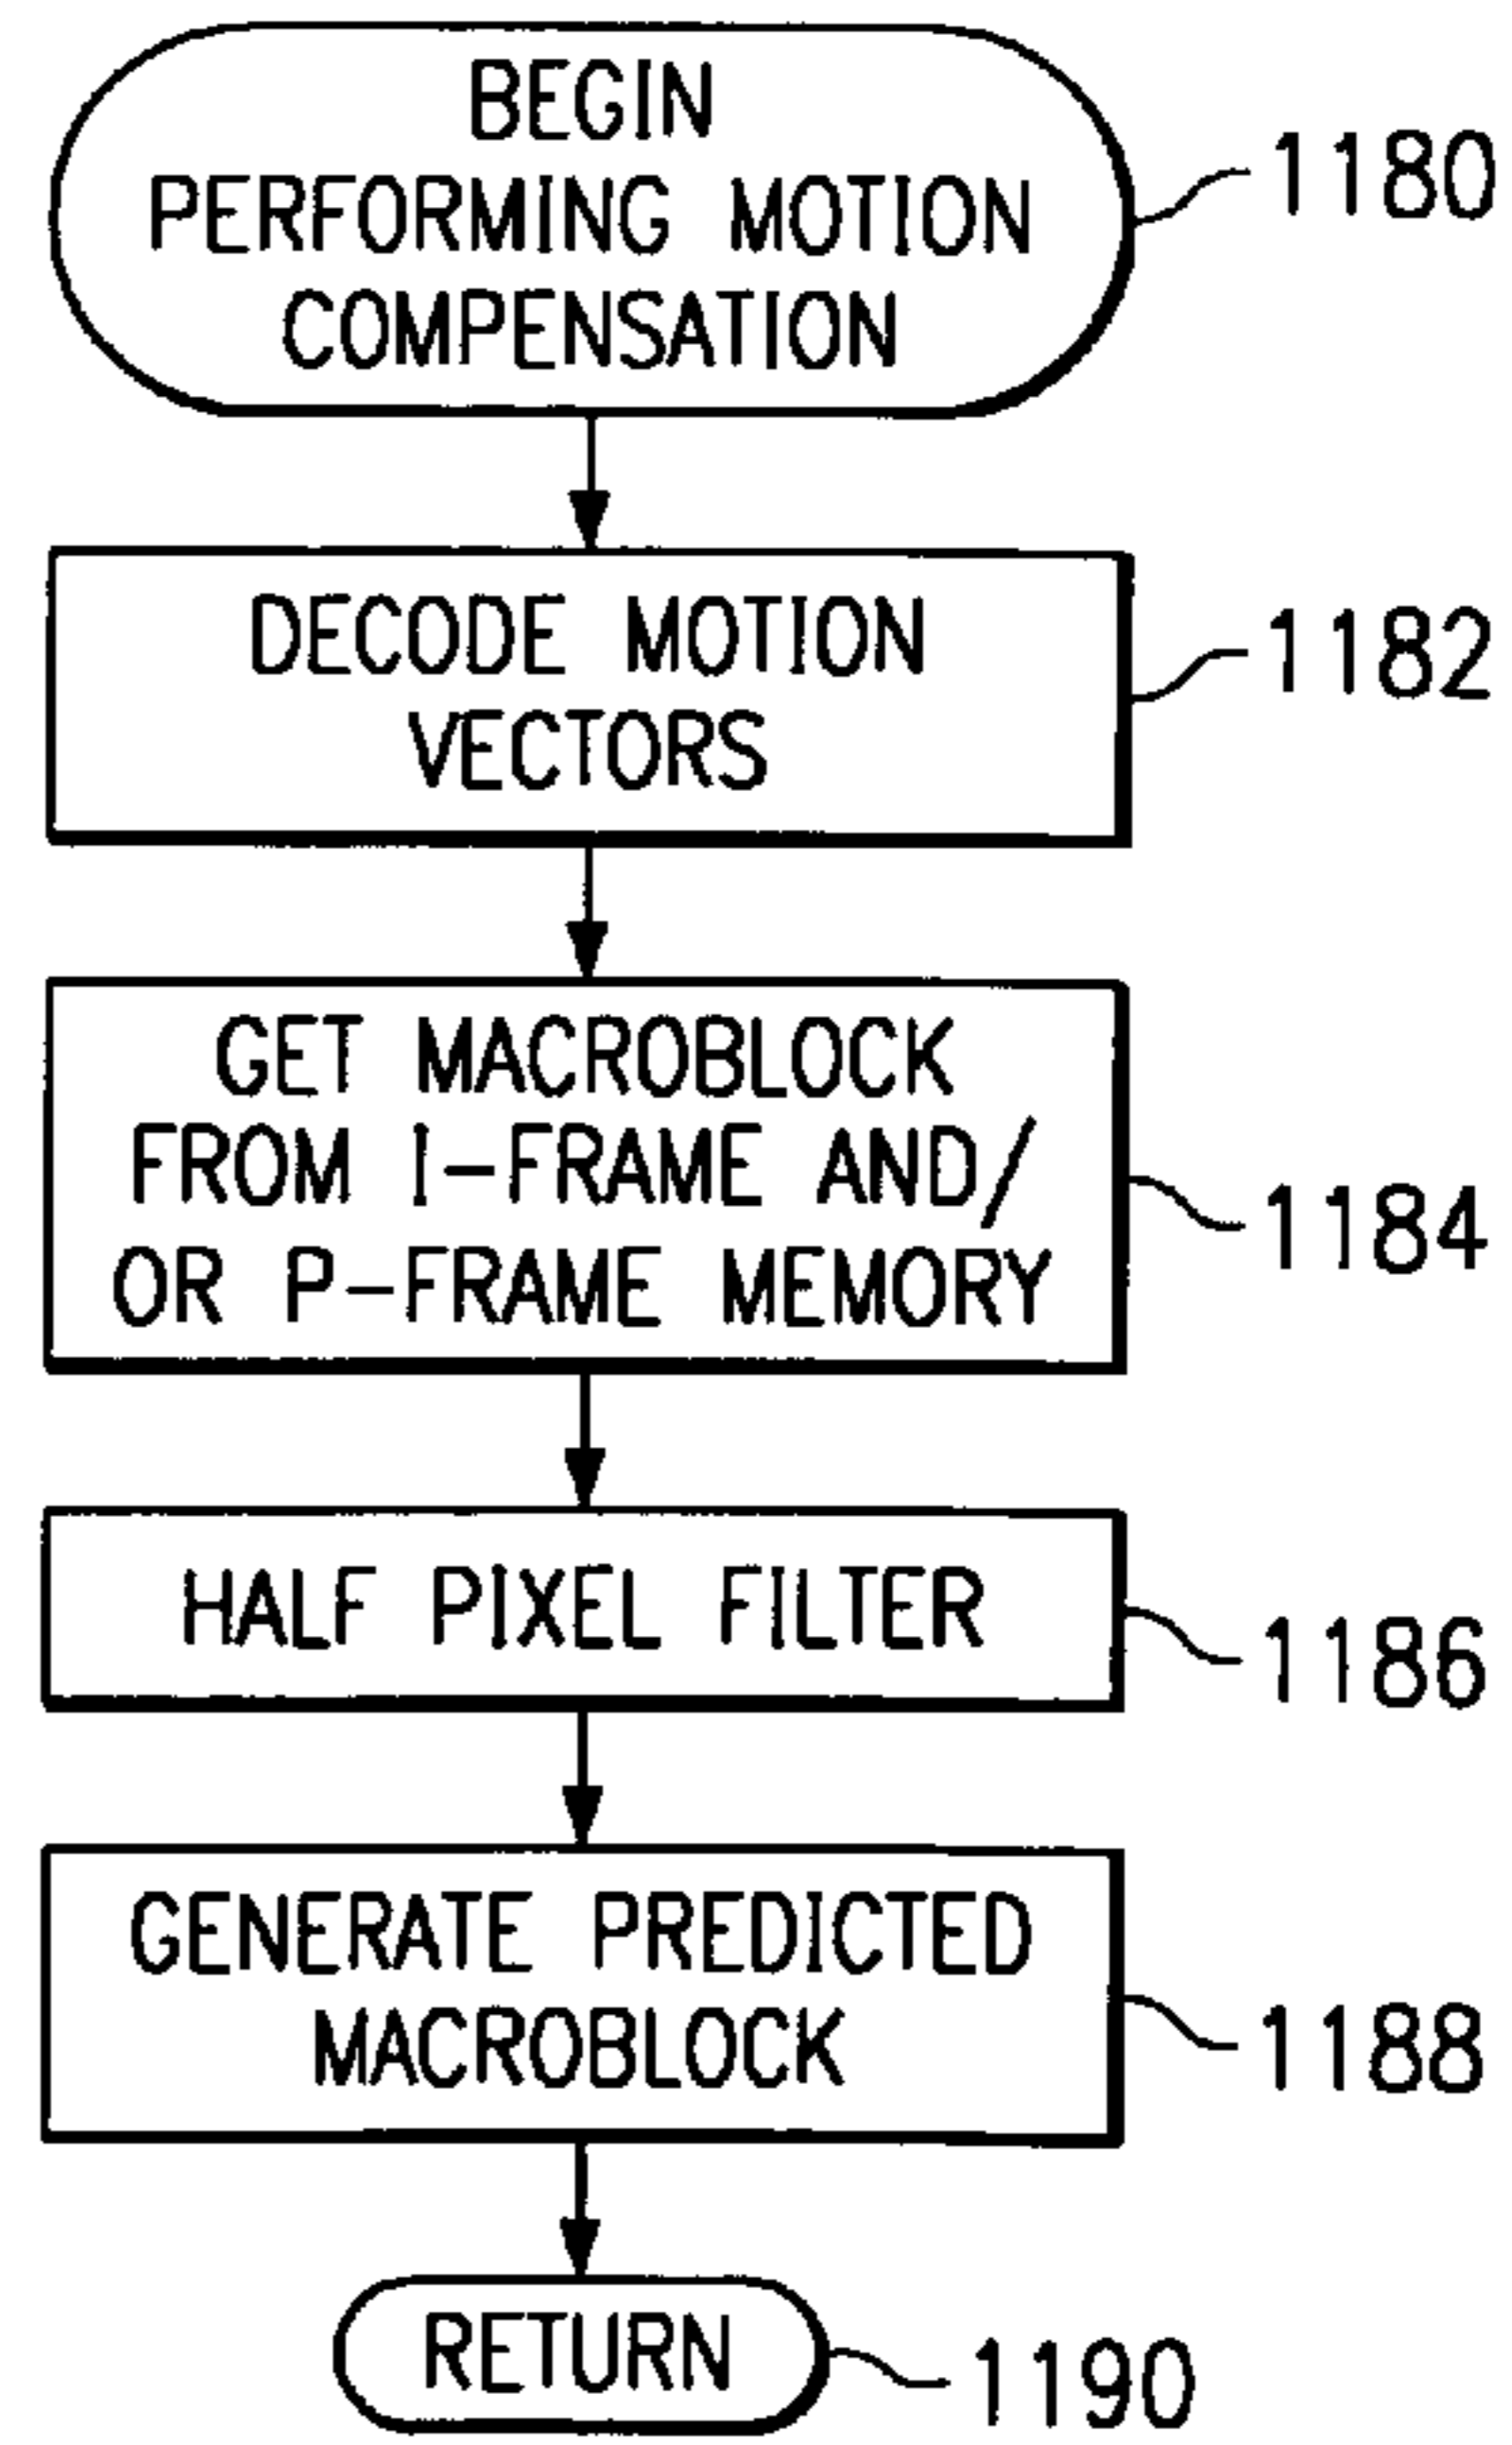 BEGIN
PERFORMING MOTION
COMPENSATION
1180
DECODE MOTION
VECTORS
1182
GET MACROBLOCK
FROM I-FRAME AND/
OR P-FRAME MEMORY
1184
HALF PIXEL FILTER
1186
GENERATE PREDICTED
MACROBLOCK
1188
RETURN
1190